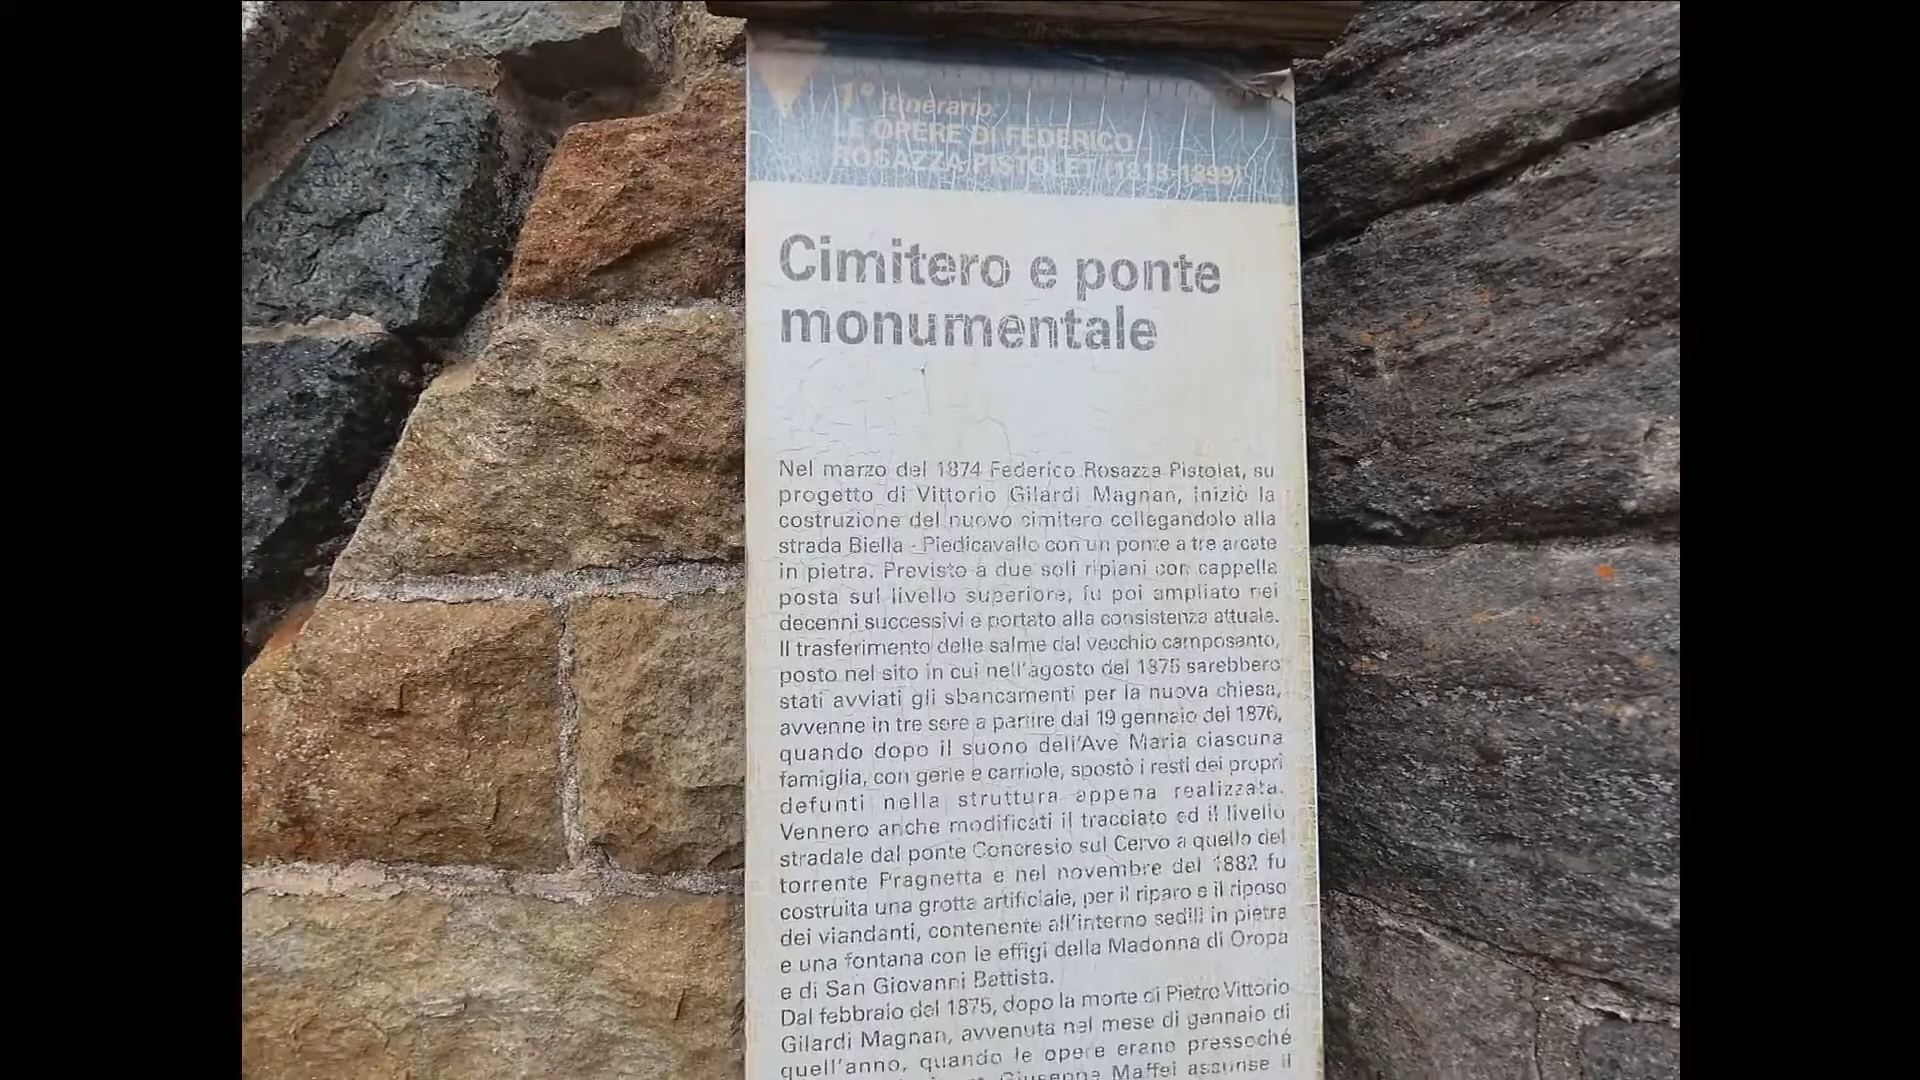 1° Itinerario:
LE OPERE DI FEDERICO
ROSAZZA PISTOLET (1813-1899)
Cimitero e ponte
monumentale
Nel marzo del 1874 Federico Rosazza Pistolet, su
progetto di Vittorio Gilardi Magnan, iniziò la
costruzione del nuovo cimitero collegandolo alla
strada Biella - Piedicavallo con un ponte a tre arcate
in pietra. Previsto a due soli ripiani con cappella
posta sul livello superiore, fu poi ampliato nei
decenni successivi e portato alla consistenza attuale.
Il trasferimento delle salme dal vecchio camposanto,
posto nel sito in cui nell'agosto del 1875 sarebbero
stati avviati gli sbancamenti per la nuova chiesa,
avvenne in tre sere a partire dal 19 gennaio del 1876,
quando dopo il suono dell'Ave Maria ciascuna
famiglia, con gerle e carriole, spostò i resti dei propri
defunti nella struttura appena realizzata.
Vennero anche modificati il tracciato ed il livello
stradale dal ponte Concresio sul Cervo a quello del
torrente Pragnetta e nel novembre del 1882 fu
costruita una grotta artificiale, per il riparo e il riposo
dei viandanti, contenente all'interno sedili in pietra
e una fontana con le effigi della Madonna di Oropa
e di San Giovanni Battista.
Dal febbraio del 1875, dopo la morte di Pietro Vittorio
Gilardi Magnan, avvenuta nel mese di gennaio di
quell'anno, quando le opere erano pressoché
Giuseppe Maffei assunse il